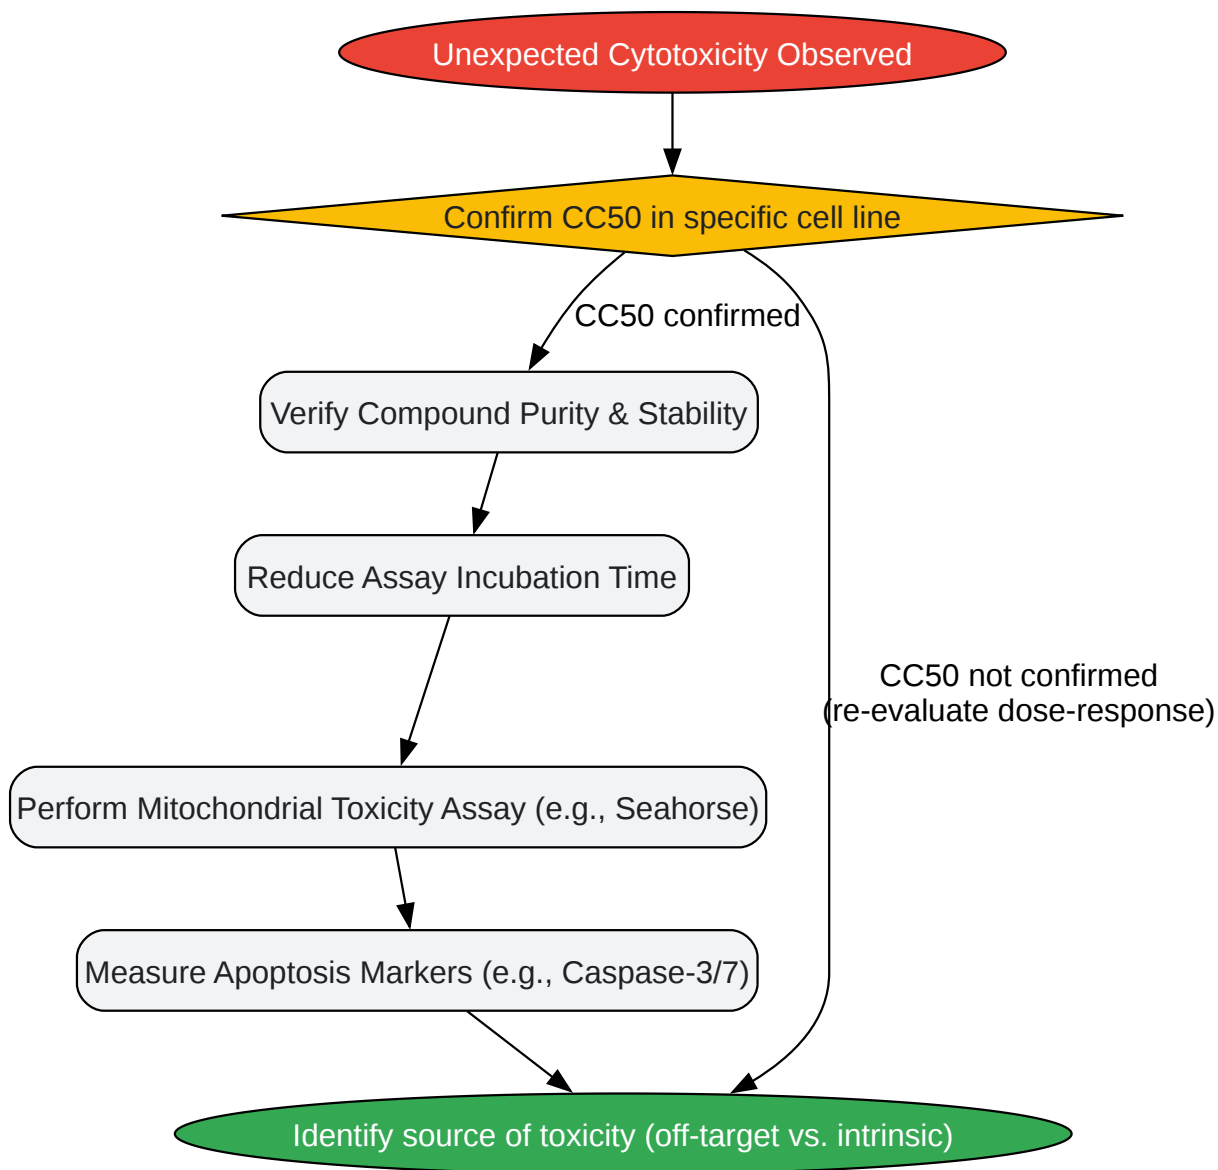 Unexpected Cytotoxicity Observed
Confirm CC50 in specific cell line
CC50 confirmed
Verify Compound Purity & Stability
Reduce Assay Incubation Time
CC50 not confirmed
(re-evaluate dose-response)
Perform Mitochondrial Toxicity Assay (e.g., Seahorse)
Measure Apoptosis Markers (e.g., Caspase-3/7)
Identify source of toxicity (off-target vs. intrinsic)